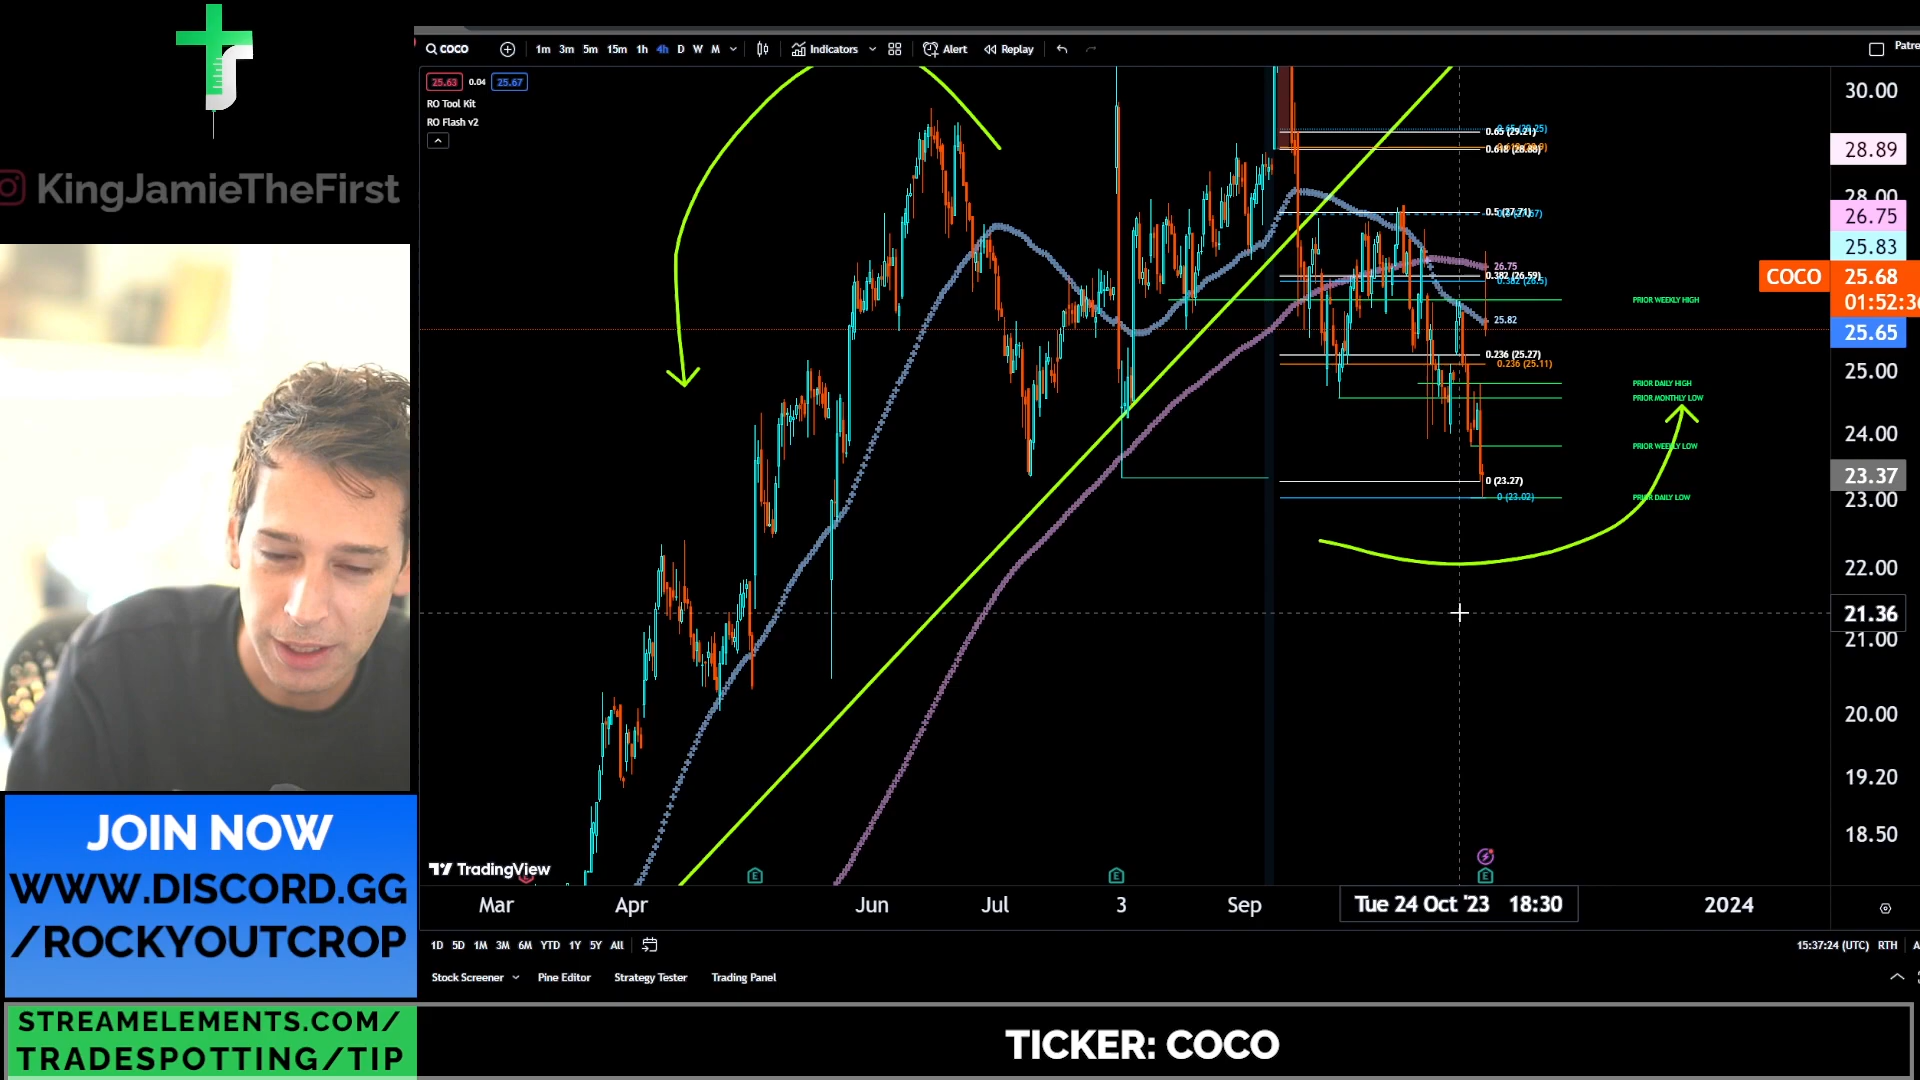 KingJamieTheFirst
JOIN NOW
WWW.DISCORD.GG
/ROCKYOUTCROP
STREAMELEMENTS.COM/
TRADESPOTTING/TIP
COCO
1m 3m 5m 15m 1h 4h D W M
Indicators
Alert
Replay
Patre
25.63 0.04 25.67
RO Tool Kit
RO Flash v2
0.65 (29.21)
0.618 (28.88)
0.5 (27.71)
26.75
0.382 (26.59)
0.382 (26.5)
25.82
0.236 (25.27)
0.236 (25.11)
0 (23.27)
0 (23.02)
PRIOR WEEKLY HIGH
PRIOR DAILY HIGH
PRIOR MONTHLY LOW
PRIOR WEEKLY LOW
PRIOR DAILY LOW
30.00
28.89
28.00
26.75
25.83
COCO 25.68
01:52:36
25.65
25.00
24.00
23.37
23.00
22.00
21.36
21.00
20.00
19.20
18.50
TradingView
E
E
E
Mar Apr Jun Jul 3 Sep Tue 24 Oct '23 18:30 2024
1D 5D 1M 3M 6M YTD 1Y 5Y All
15:37:24 (UTC) RTH
Stock Screener Pine Editor Strategy Tester Trading Panel
TICKER: COCO